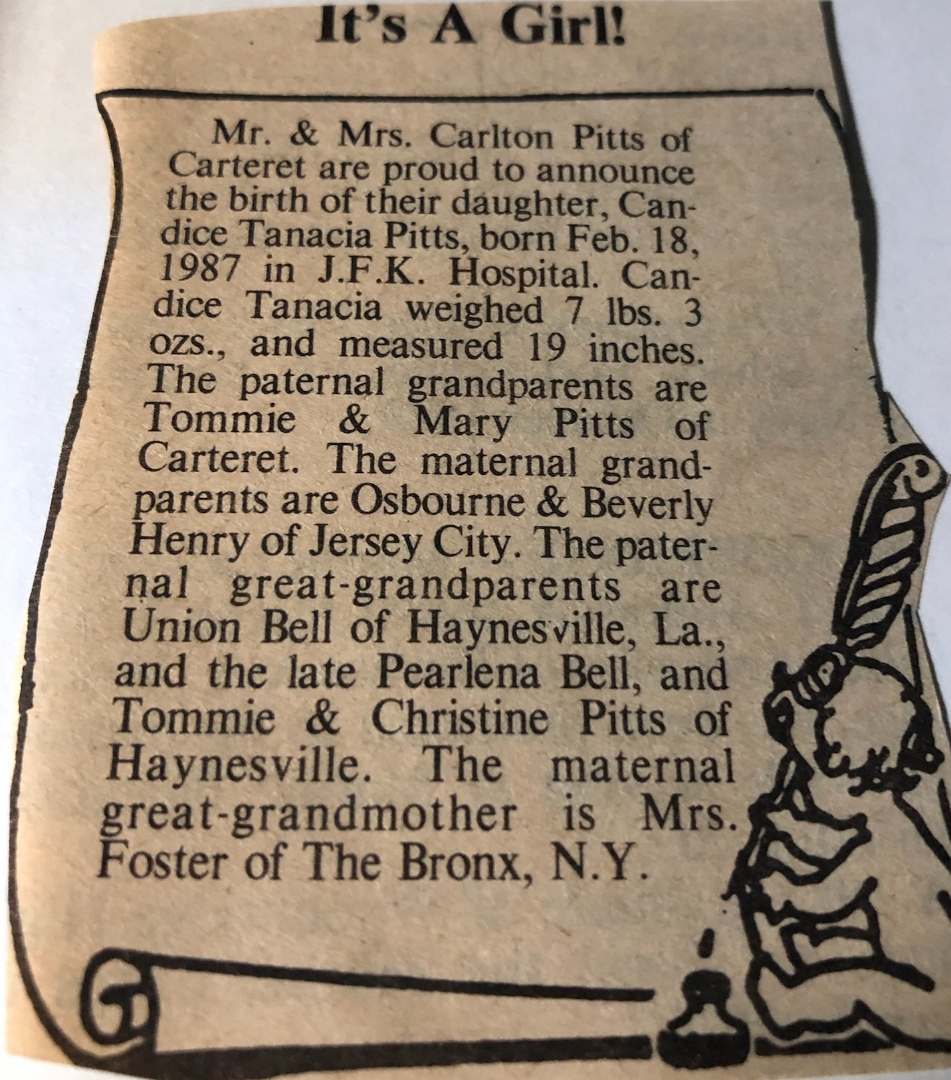 It's A Girl!
Mr. & Mrs. Carlton Pitts of
Carteret are proud to announce
the birth of their daughter, Can-
dice Tanacia Pitts, born Feb. 18,
1987 in J.F.K. Hospital. Can-
dice Tanacia weighed 7 lbs. 3
ozs., and measured 19 inches.
The paternal grandparents are
Tommie & Mary Pitts of
Carteret. The maternal grand-
parents are Osbourne & Beverly
Henry of Jersey City. The pater-
nal great-grandparents are
Union Bell of Haynesville, La.,
and the late Pearlena Bell, and
Tommie & Christine Pitts of
Haynesville. The maternal
great-grandmother is Mrs.
Foster of The Bronx, N.Y.